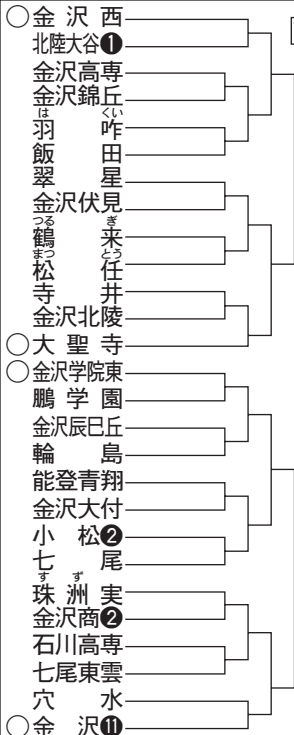 ○金沢西
北陸大谷❶
金沢高専
金沢錦丘
羽咋
はくい
飯田
翠星
金沢伏見
鶴来
つるぎ
松任
まつとう
寺井
金沢北陵
○大聖寺
○金沢学院東
鵬学園
金沢辰巳丘
輪島
能登青翔
金沢大付
小松❷
七尾
珠洲実
すず
金沢商❷
石川高専
七尾東雲
穴水
○金沢⓫